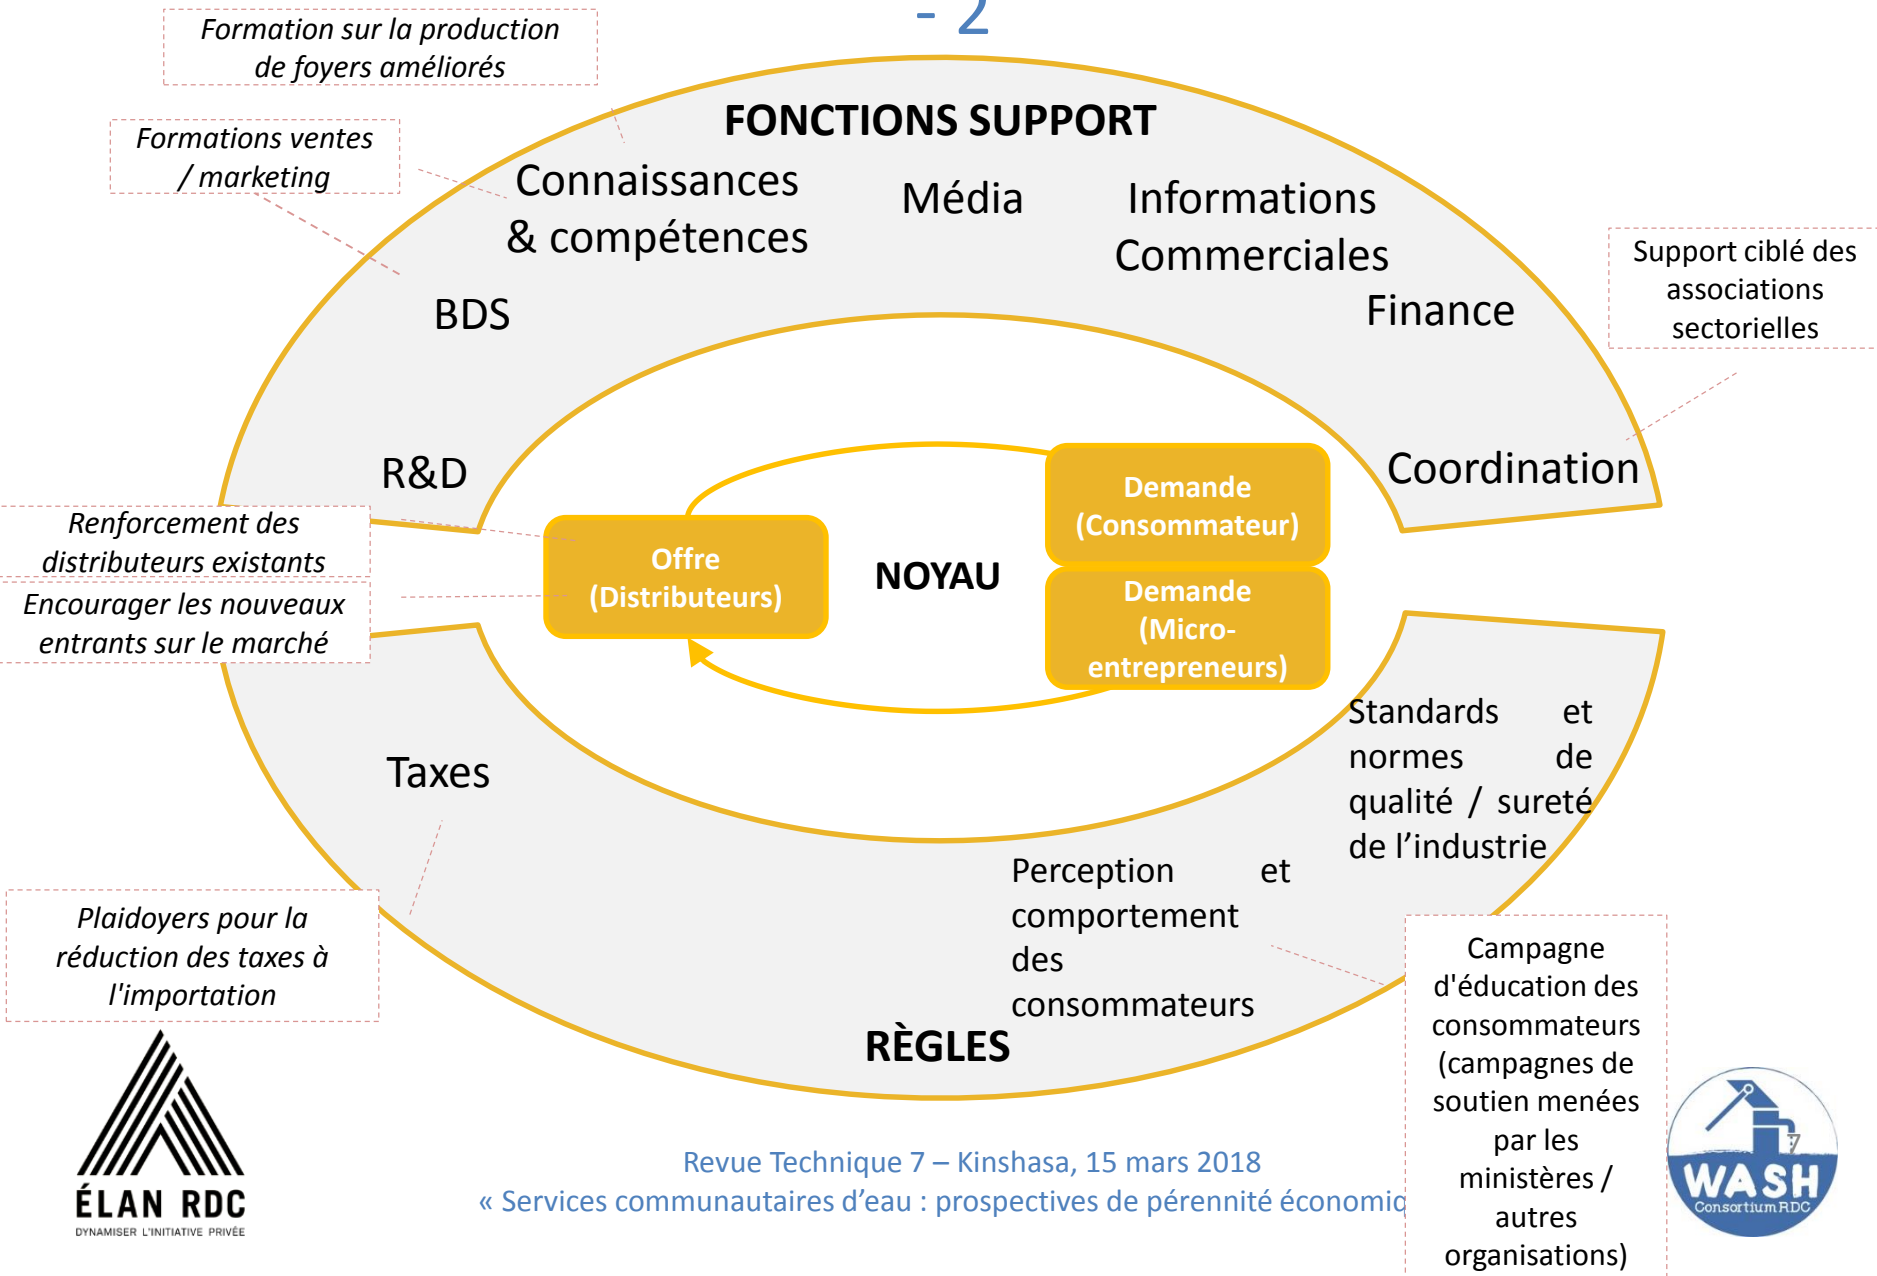 - 2
Formation sur la production
de foyers améliorés
Formations ventes
/ marketing
FONCTIONS SUPPORT
Connaissances
& compétences
Média
Informations
Commerciales
BDS
Finance
Support ciblé des
associations
sectorielles
R&D
Coordination
Renforcement des
distributeurs existants
Encourager les nouveaux
entrants sur le marché
Offre
(Distributeurs)
NOYAU
Demande
(Consommateur)
Demande
(Micro-
entrepreneurs)
Taxes
Standards et
normes de
qualité / sureté
de l’industrie
Perception et
comportement
des
consommateurs
RÈGLES
Plaidoyers pour la
réduction des taxes à
l'importation
Campagne
d'éducation des
consommateurs
(campagnes de
soutien menées
par les
ministères /
autres
organisations)
ÉLAN RDC
DYNAMISER L'INITIATIVE PRIVÉE
Revue Technique 7 – Kinshasa, 15 mars 2018
« Services communautaires d’eau : prospectives de pérennité
WASH
Consortium RDC